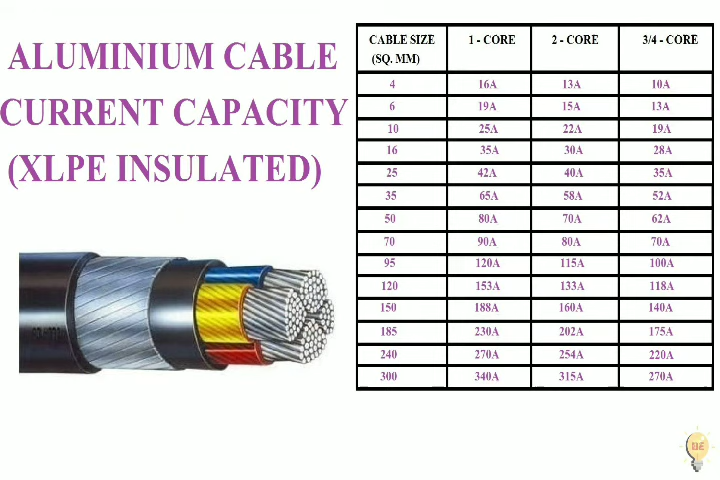 ALUMINIUM CABLE
CURRENT CAPACITY
(XLPE INSULATED)
CABLE SIZE (SQ. MM) 1 - CORE 2 - CORE 3/4 - CORE
4 16A 13A 10A
6 19A 15A 13A
10 25A 22A 19A
16 35A 30A 28A
25 42A 40A 35A
35 65A 58A 52A
50 80A 70A 62A
70 90A 80A 70A
95 120A 115A 100A
120 153A 133A 118A
150 188A 160A 140A
185 230A 202A 175A
240 270A 254A 220A
300 340A 315A 270A